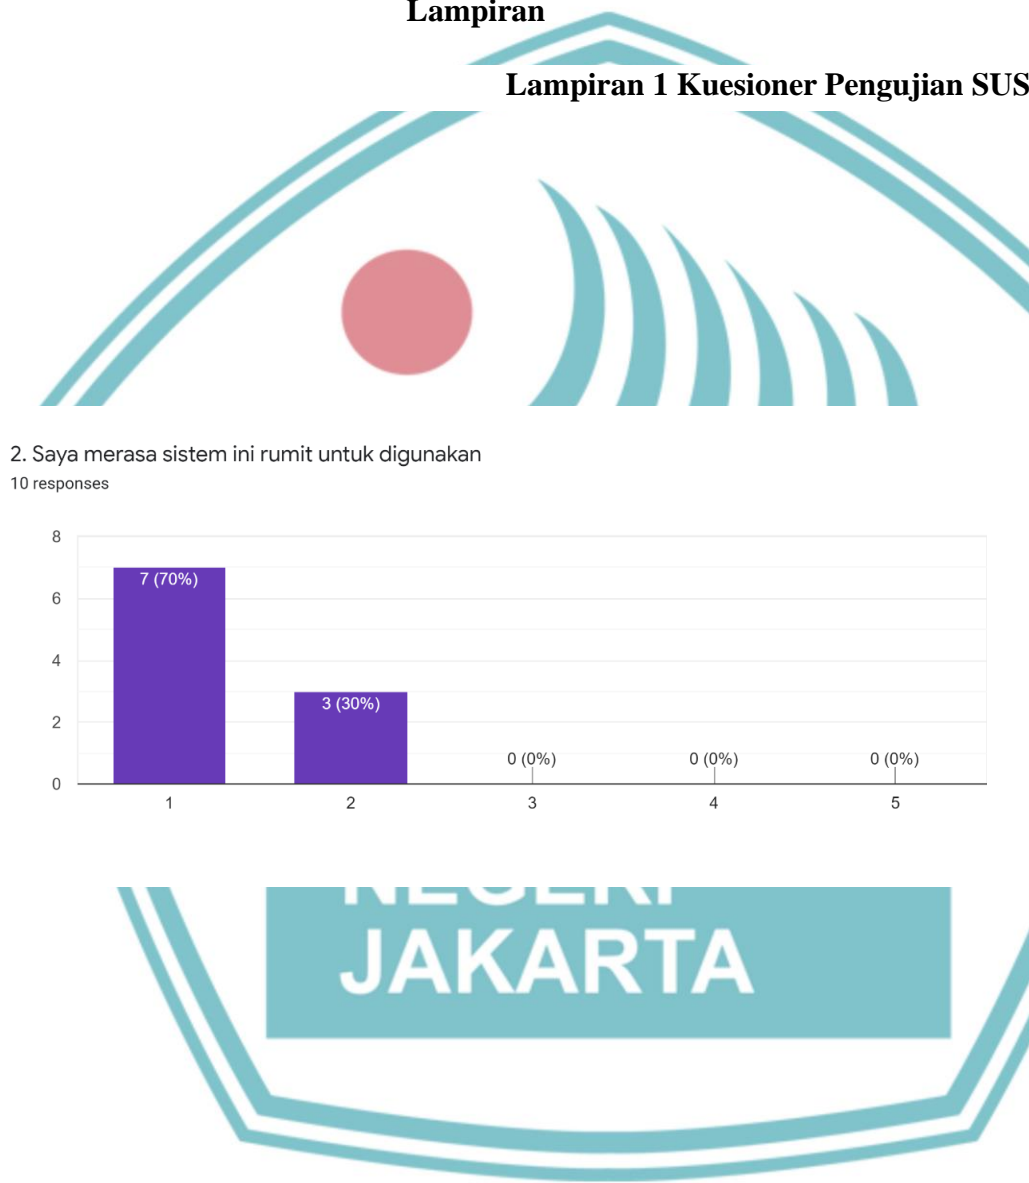 Lampiran
Lampiran 1 Kuesioner Pengujian SUS
2. Saya merasa sistem ini rumit untuk digunakan
10 responses
8
6
4
2
0
7 (70%)
3 (30%)
0 (0%)
0 (0%)
0 (0%)
1
2
3
4
5
NEGERI
JAKARTA